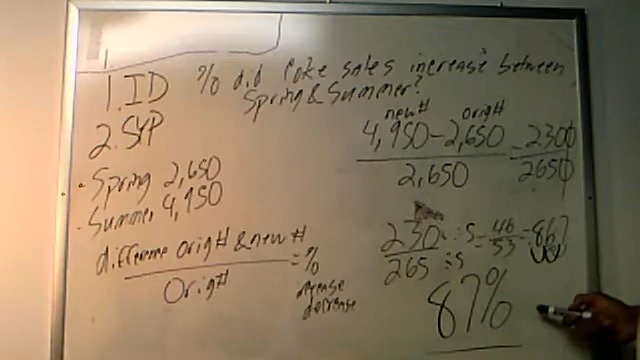 1.
1. ID % did Coke sales increase between
Spring & Summer?
2. SYP
- Spring 2,650
- Summer 4,950
difference orig# & new#
Orig#
= %
decrease
new# orig#
4,950 - 2,650
2,650
= 2300
2650
230 ÷ 5 = 46 = .867
265 ÷ 5 53
87%